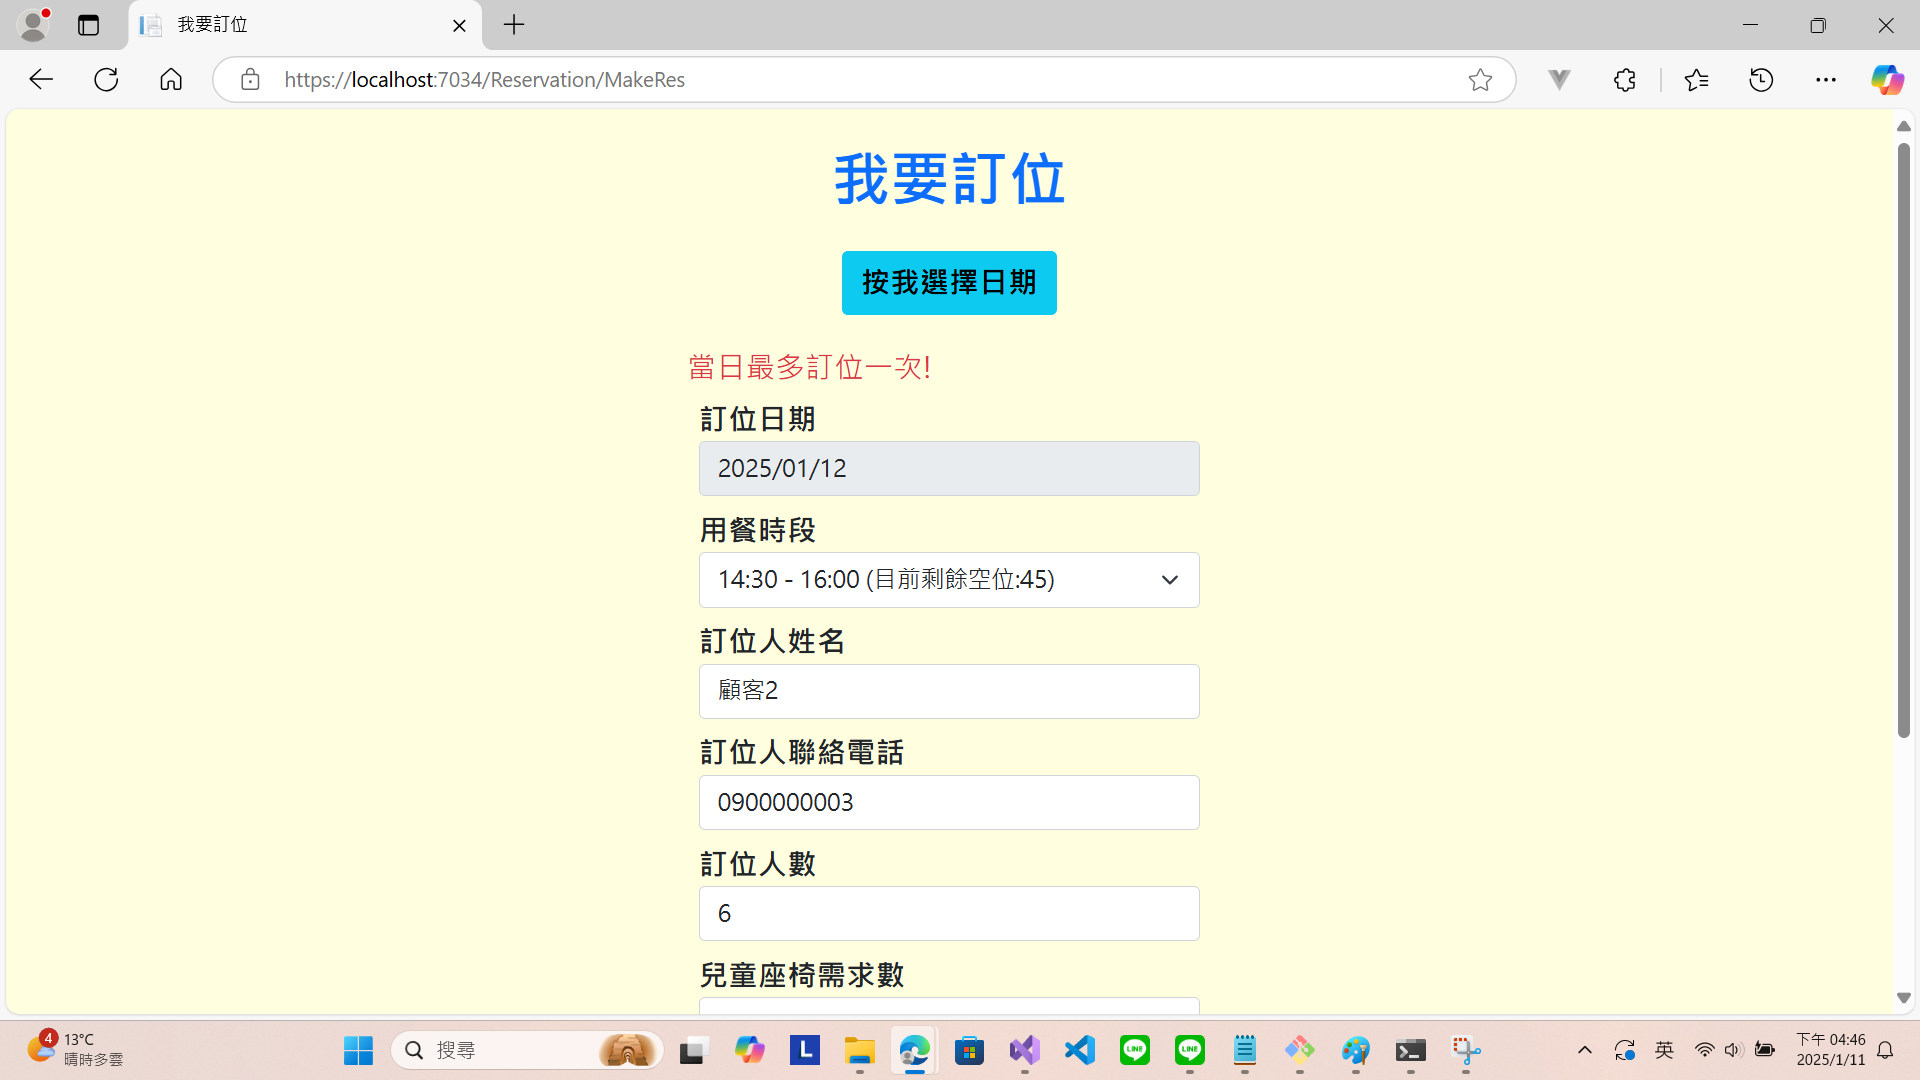 我要訂位
https://localhost:7034/Reservation/MakeRes
我要訂位
按我選擇日期
當日最多訂位一次!
訂位日期
2025/01/12
用餐時段
14:30 - 16:00 (目前剩餘空位:45)
訂位人姓名
顧客2
訂位人聯絡電話
0900000003
訂位人數
6
兒童座椅需求數
4
13°C
晴時多雲
搜尋
L
LINE
LINE
英
下午 04:46
2025/1/11